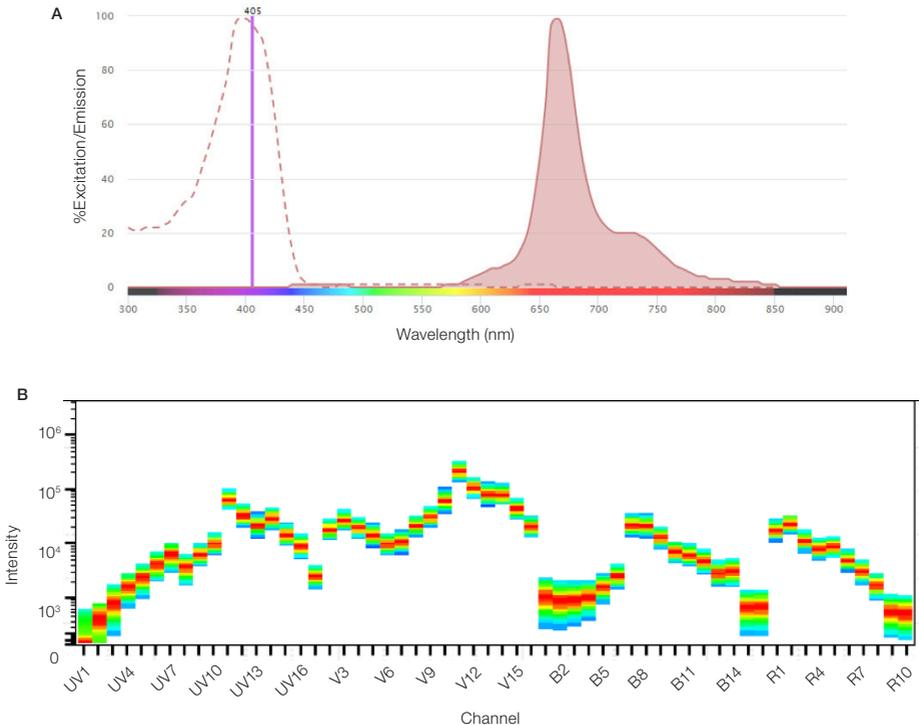 A
405
100
80
60
40
20
0
%Excitation/Emission
300 350 400 450 500 550 600 650 700 750 800 850 900
Wavelength (nm)
B
10⁶
10⁵
10⁴
10³
0
Intensity
UV1 UV4 UV7 UV10 UV13 UV16 V3 V6 V9 V12 V15 B2 B5 B8 B11 B14 R1 R4 R7 R10
Channel